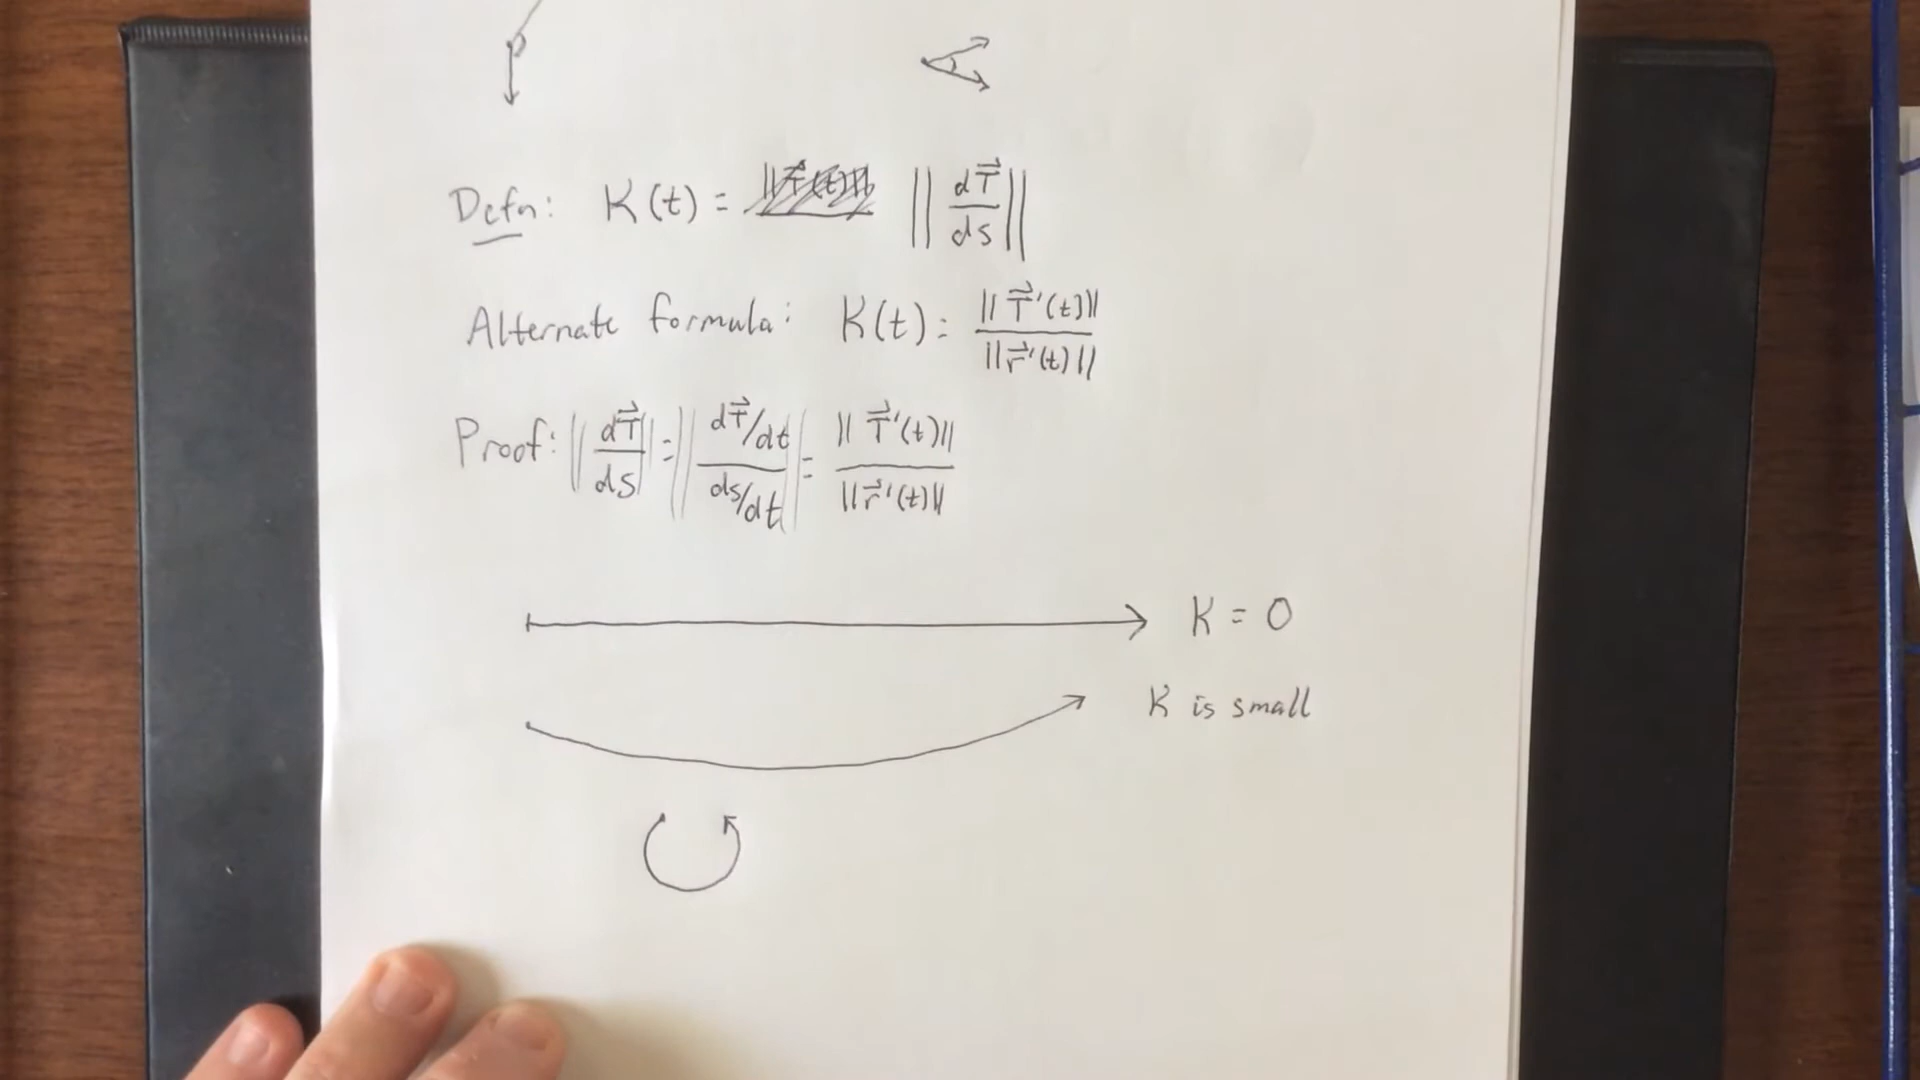 Defn: K(t) = || dT⃗/ds ||
Alternate formula: K(t) = ||T⃗'(t)|| / ||r⃗'(t)||
Proof: || dT⃗/ds || = || (dT⃗/dt) / (ds/dt) || = ||T⃗'(t)|| / ||r⃗'(t)||
K = 0
K is small